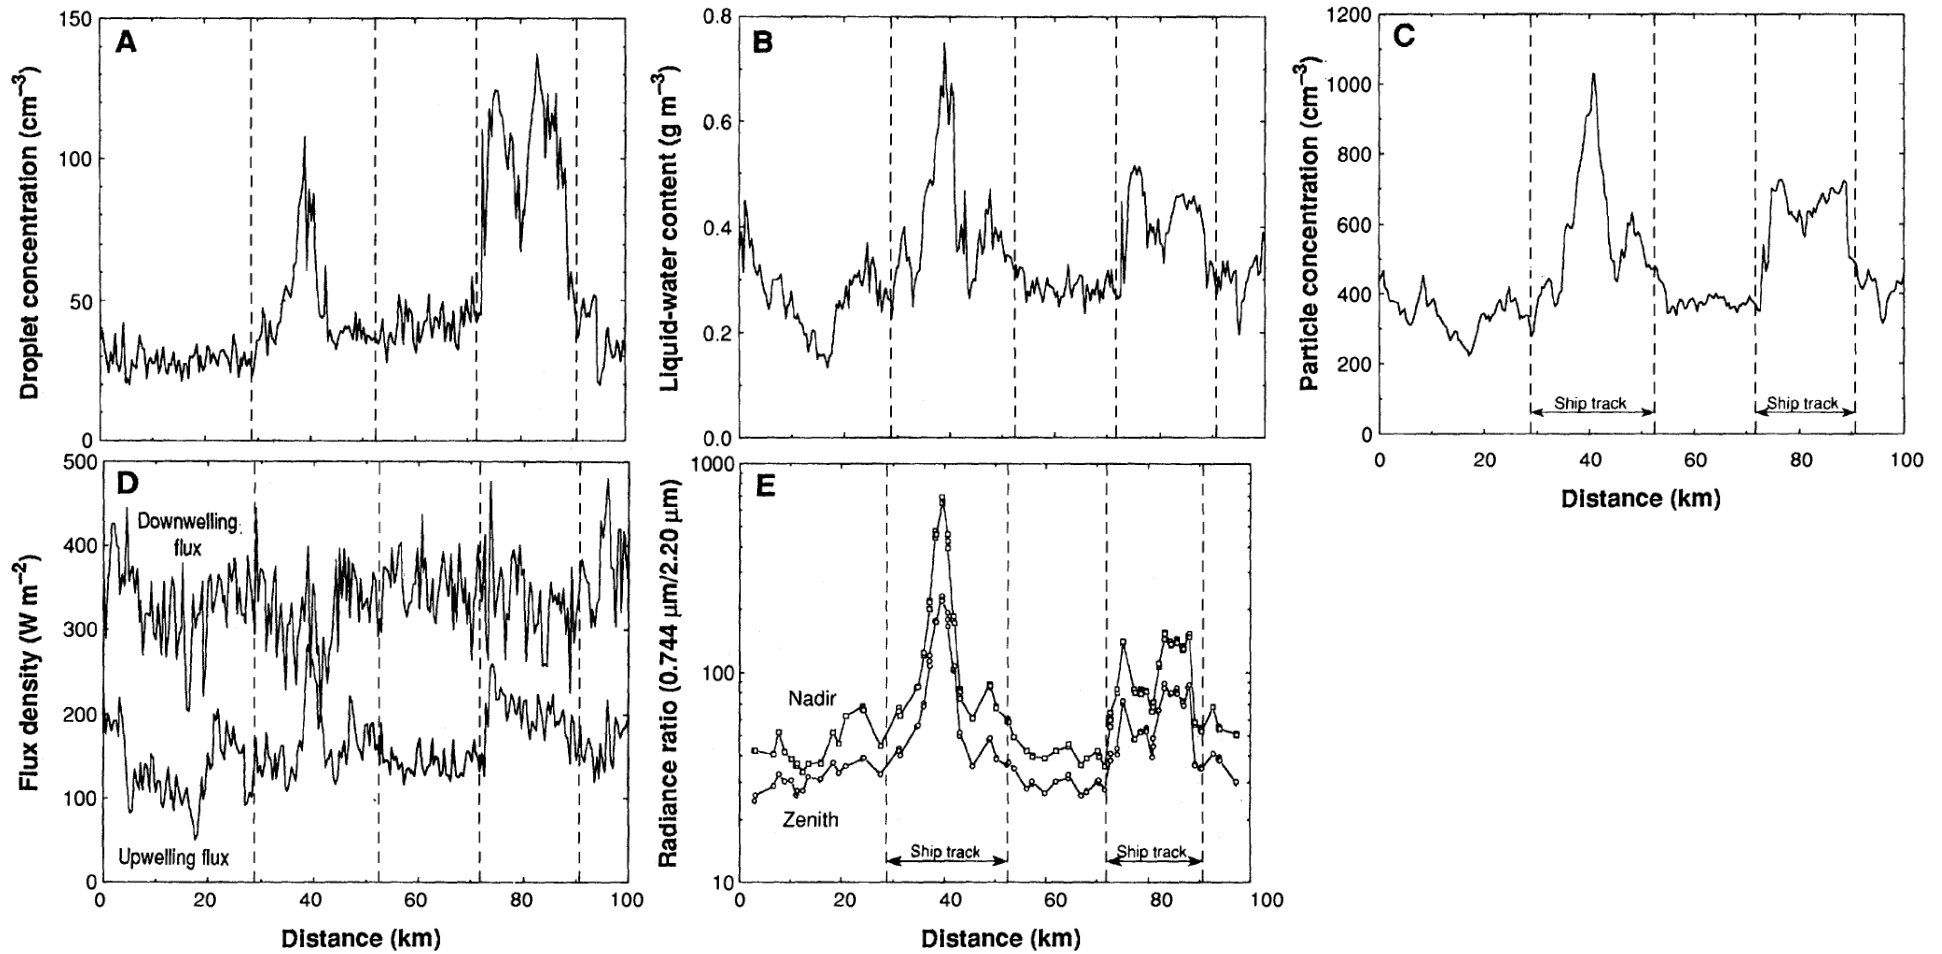 A
Droplet concentration (cm⁻³)
150
100
50
0
B
Liquid-water content (g m⁻³)
0.8
0.6
0.4
0.2
0.0
C
Particle concentration (cm⁻³)
1200
1000
800
600
400
200
0
Ship track
Ship track
0 20 40 60 80 100
Distance (km)
D
Flux density (W m⁻²)
500
400
300
200
100
0
Downwelling
flux
Upwelling flux
0 20 40 60 80 100
Distance (km)
E
Radiance ratio (0.744 μm/2.20 μm)
1000
100
10
Nadir
Zenith
Ship track
Ship track
0 20 40 60 80 100
Distance (km)